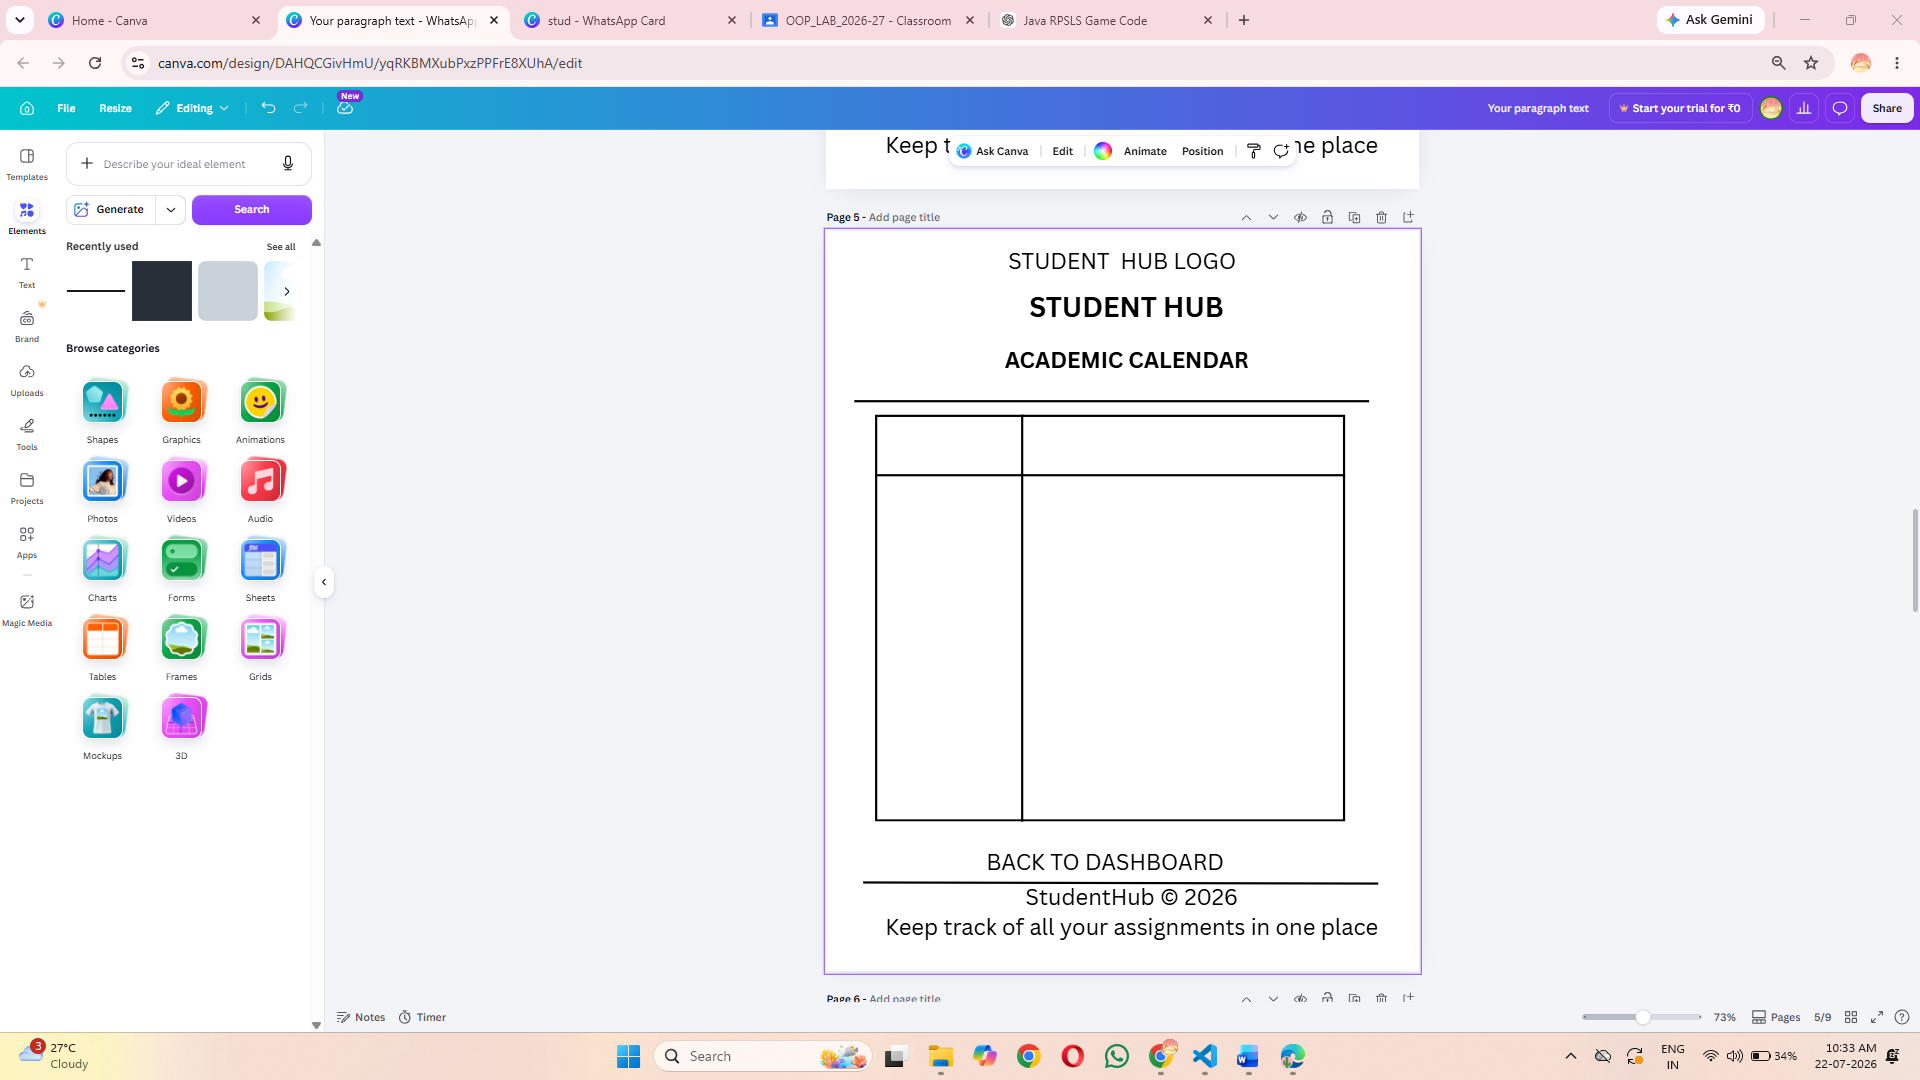 Home - Canva
Your paragraph text - WhatsApp
stud - WhatsApp Card
OOP_LAB_2026-27 - Classroom
Java RPSLS Game Code
Ask Gemini
canva.com/design/DAHQCGivHmU/yqRKBMXubPxzPPFrE8XUhA/edit
File
Resize
Editing
New
Your paragraph text
Start your trial for ₹0
Share
Templates
Elements
Text
Brand
Uploads
Tools
Projects
Apps
Magic Media
Describe your ideal element
Generate
Search
Recently used
See all
Browse categories
Shapes
Graphics
Animations
Photos
Videos
Audio
Charts
Forms
Sheets
Tables
Frames
Grids
Mockups
3D
Keep t
ne place
Ask Canva
Edit
Animate
Position
Page 5 - Add page title
STUDENT HUB LOGO
STUDENT HUB
ACADEMIC CALENDAR
BACK TO DASHBOARD
StudentHub © 2026
Keep track of all your assignments in one place
Page 6 - Add page title
Notes
Timer
73%
Pages
5/9
3
27°C
Cloudy
Search
ENG
IN
34%
10:33 AM
22-07-2026